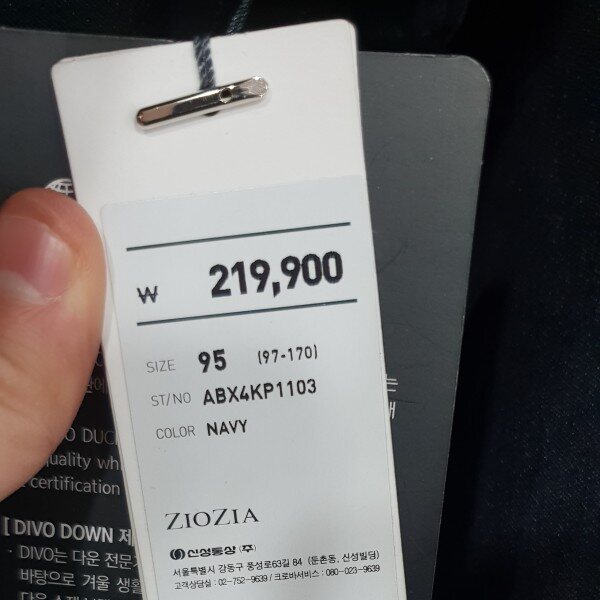 ₩ 219,900
SIZE 95 (97-170)
ST/NO ABX4KP1103
COLOR NAVY
ZIOZIA
신성통상(주)
서울특별시 강동구 풍성로63길 84 (둔촌동, 신성빌딩)
고객상담실 : 02-752-9639 / 크로바서비스 : 080-023-9639
DUC
quality wh
certification
[ DIVO DOWN 제
· DIVO는 다운 전문
바탕으로 겨울 생활